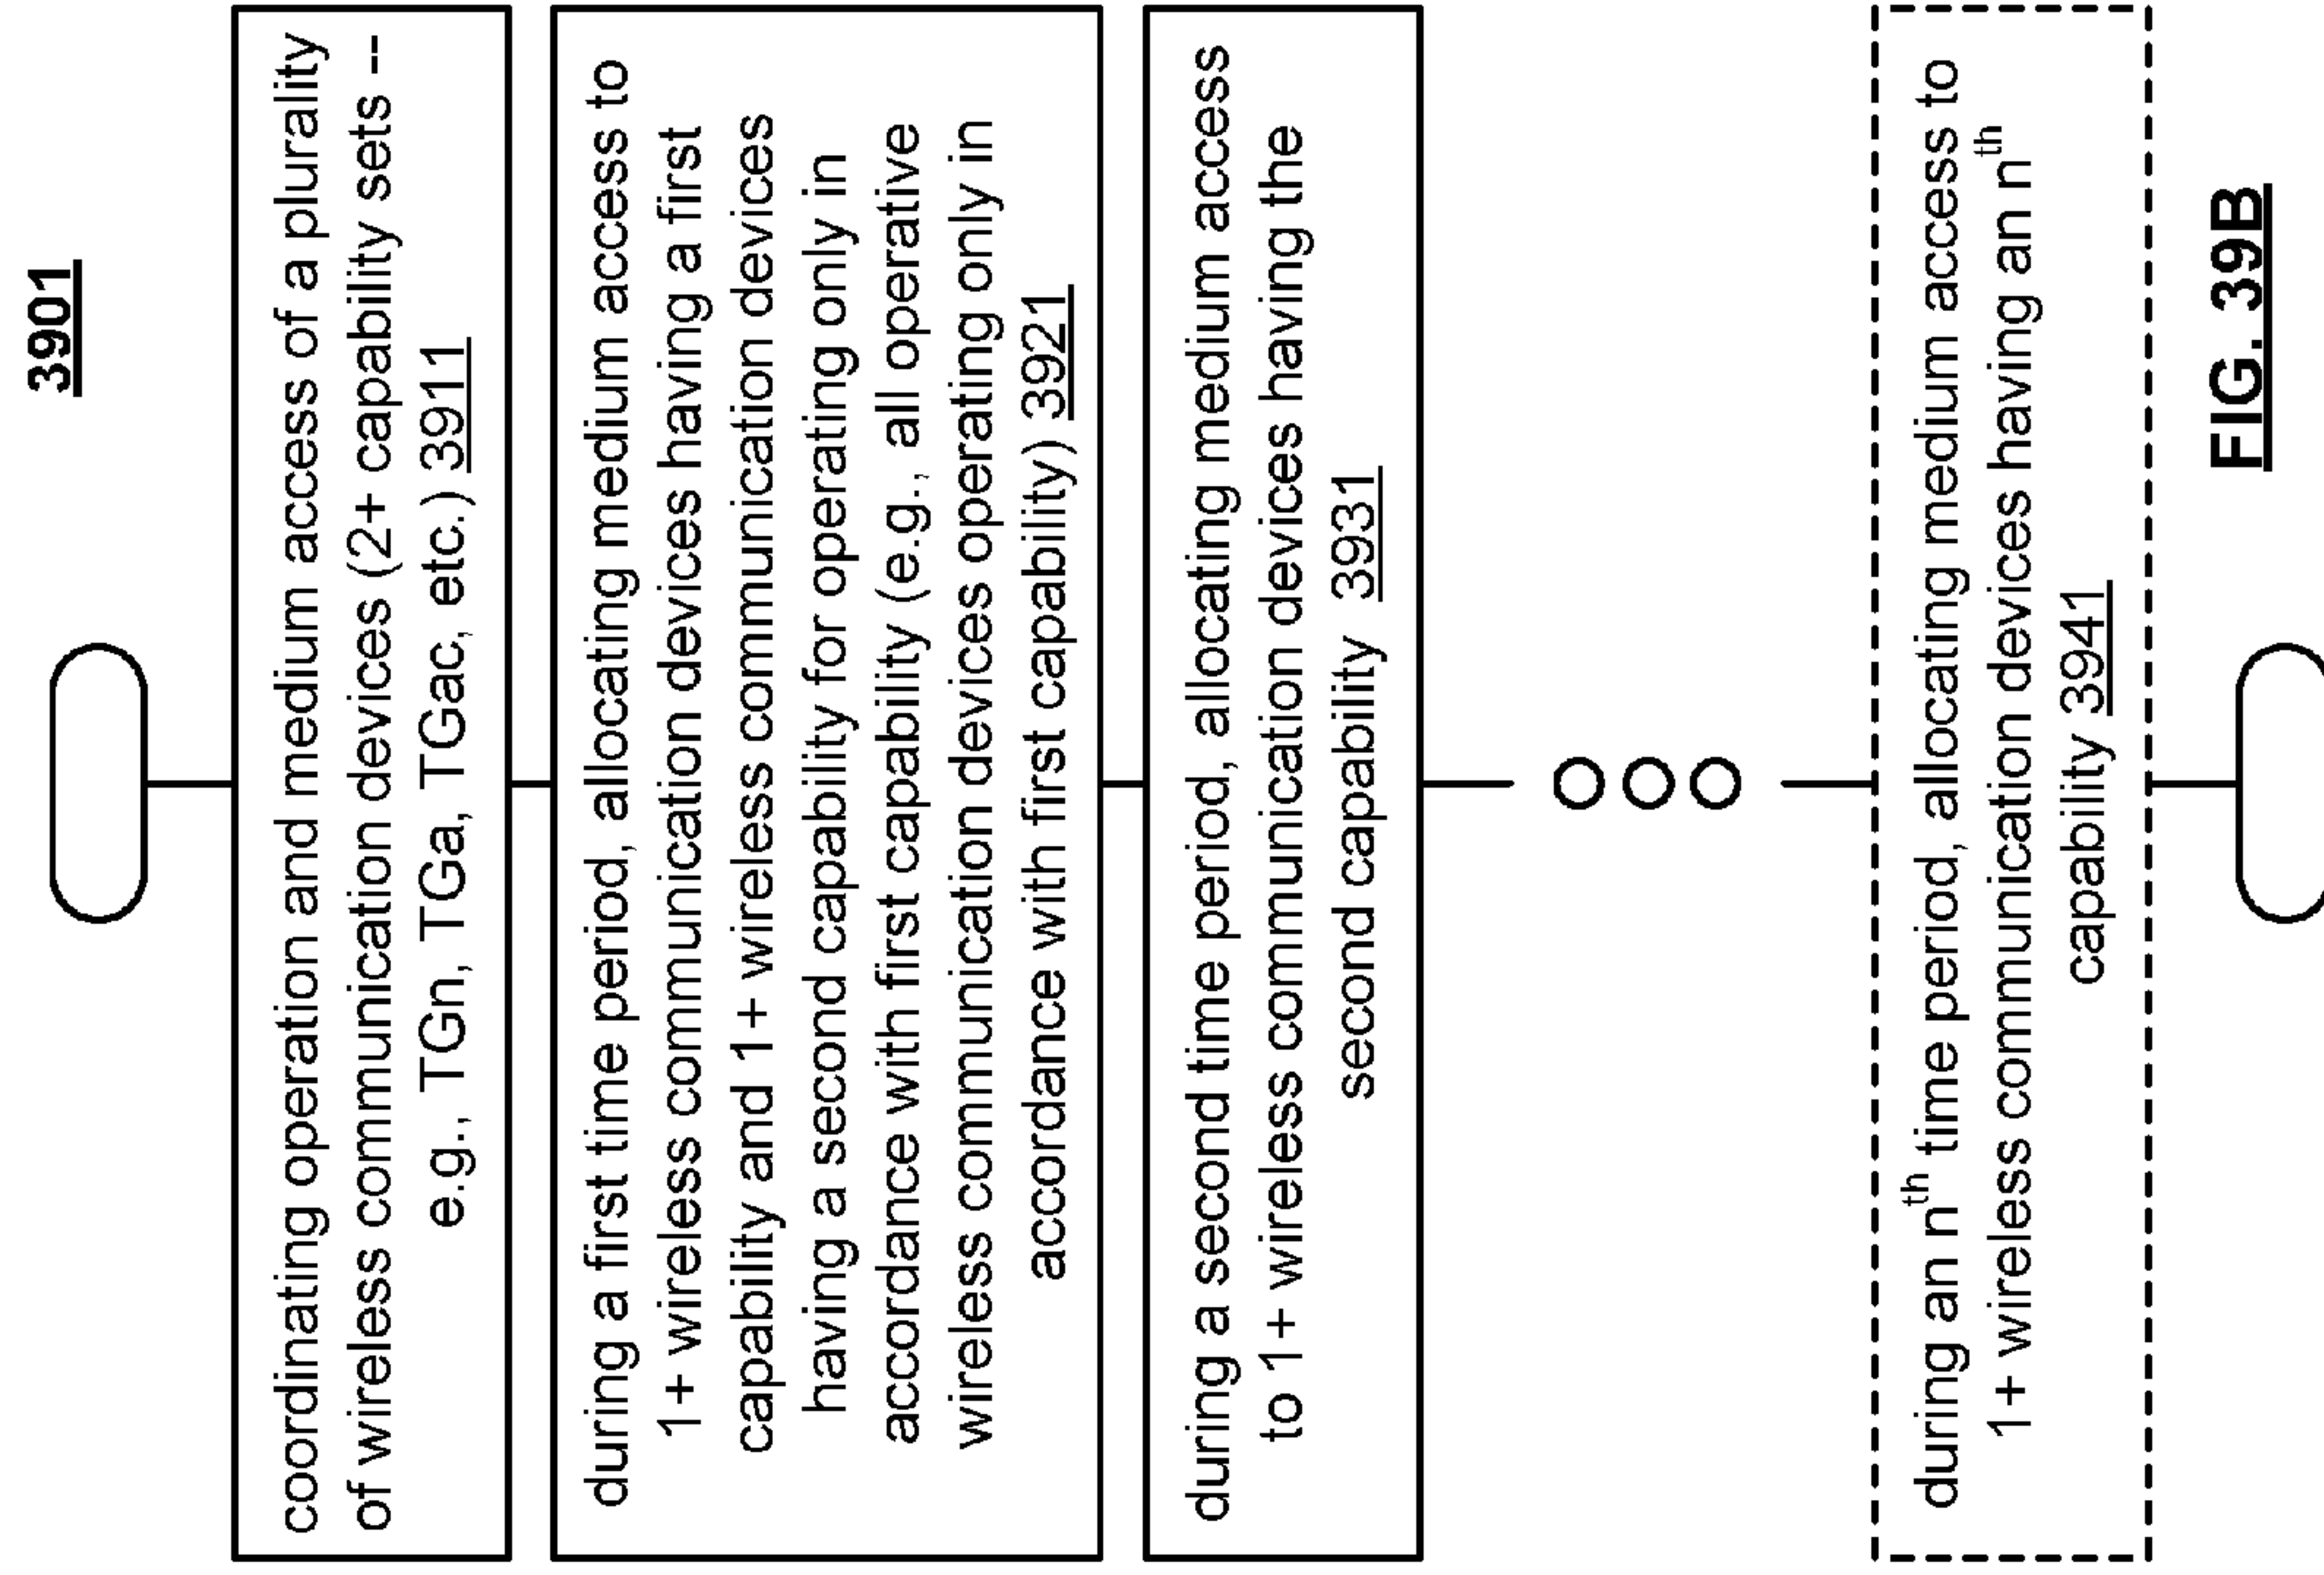 3901
coordinating operation and medium access of a plurality
of wireless communication devices (2+ capability sets --
e.g., TGn, TGa, TGac, etc.) 3911
during a first time period, allocating medium access to
1+ wireless communication devices having a first
capability and 1+ wireless communication devices
having a second capability for operating only in
accordance with first capability (e.g., all operative
wireless communication devices operating only in
accordance with first capability) 3921
during a second time period, allocating medium access
to 1+ wireless communication devices having the
second capability 3931
during an nth time period, allocating medium access to
1+ wireless communication devices having an nth
capability 3941
FIG. 39B